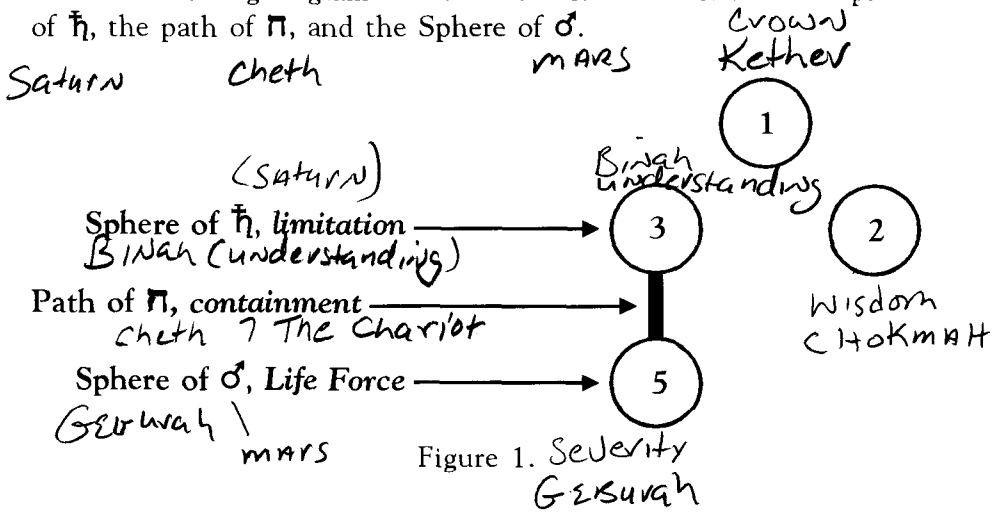 of ♄, the path of ח, and the Sphere of ♂.
Crown
Kether
Saturn Cheth MARS
1
(SATURN)
Binah
understanding
Sphere of ♄, limitation
3
2
BINah (understanding)
Path of ח, containment
Wisdom
CHOKMAH
Cheth 7 The Chariot
Sphere of ♂, Life Force
5
Geburah \
MARS
Figure 1. Severity
GEBurah